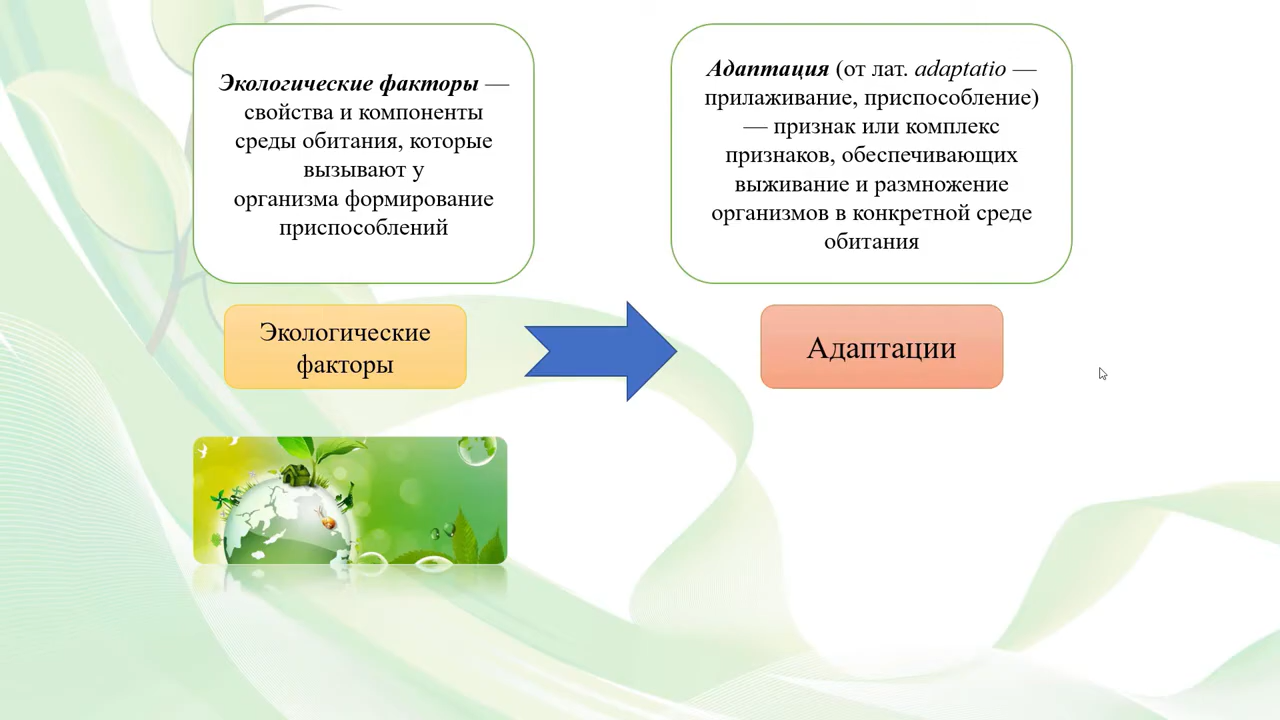 Экологические факторы —
свойства и компоненты
среды обитания, которые
вызывают у
организма формирование
приспособлений
Адаптация (от лат. adaptatio —
прилаживание, приспособление)
— признак или комплекс
признаков, обеспечивающих
выживание и размножение
организмов в конкретной среде
обитания
Экологические
факторы
Адаптации